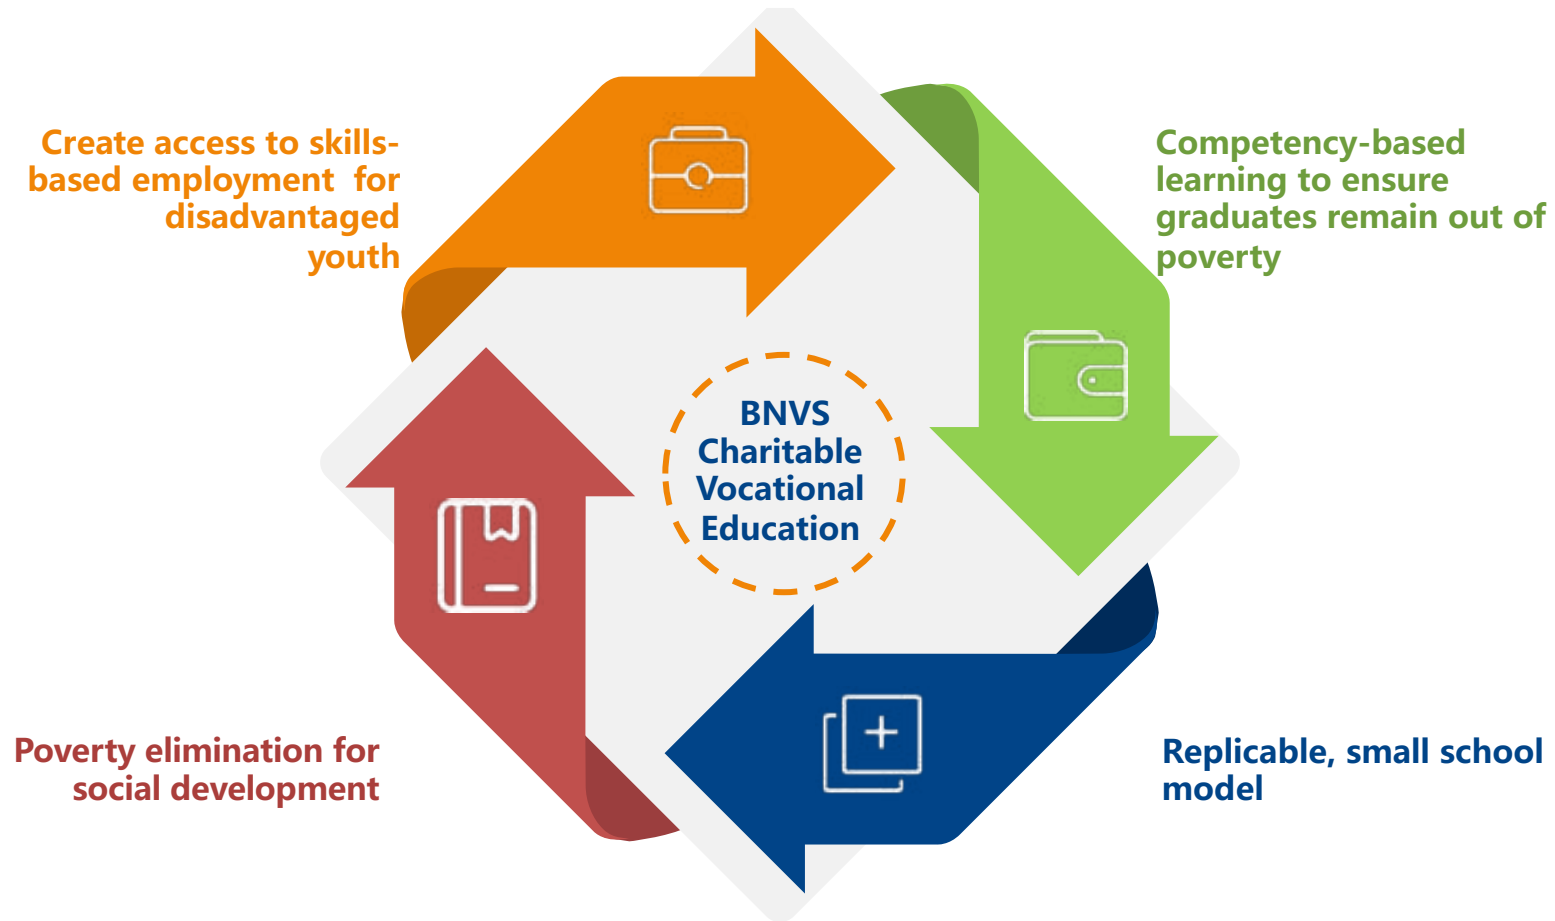 Create access to skills-
based employment for
disadvantaged
youth
Competency-based
learning to ensure
graduates remain out of
poverty
BNVS
Charitable
Vocational
Education
Poverty elimination for
social development
Replicable, small school
model